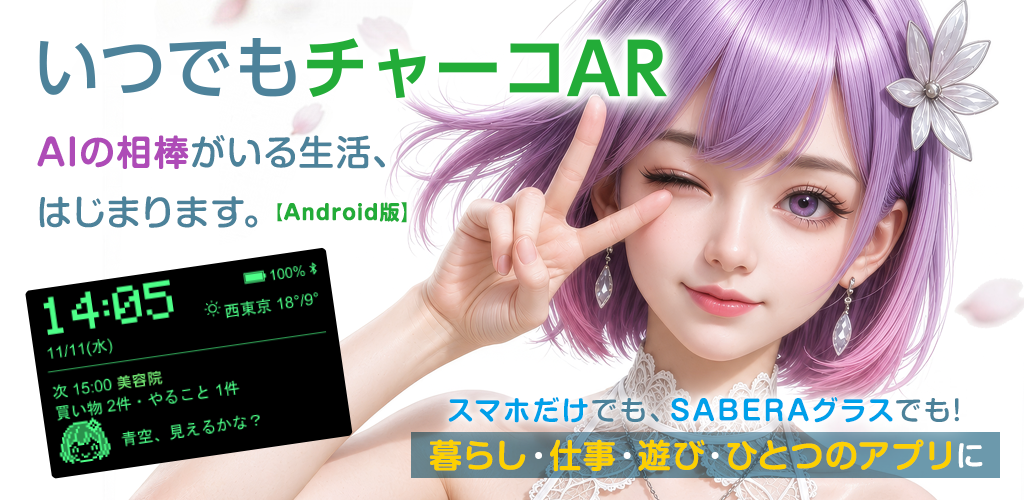 いつでもチャーコAR
AIの相棒がいる生活、
はじまります。【Android版】
14:05
100%
西東京 18°/9°
11/11(水)
次 15:00 美容院
買い物 2件・やること 1件
青空、見えるかな？
スマホだけでも、SABERAグラスでも!
暮らし・仕事・遊び・ひとつのアプリに